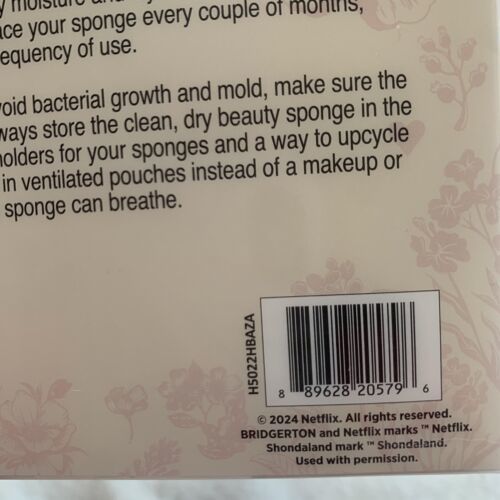 ce your sponge every couple of months,
equency of use.
void bacterial growth and mold, make sure the
ways store the clean, dry beauty sponge in the
holders for your sponges and a way to upcycle
in ventilated pouches instead of a makeup or
sponge can breathe.
H5022HBAZA
8 89628 20579 6
© 2024 Netflix. All rights reserved.
BRIDGERTON and Netflix marks ™ Netflix.
Shondaland mark ™ Shondaland.
Used with permission.